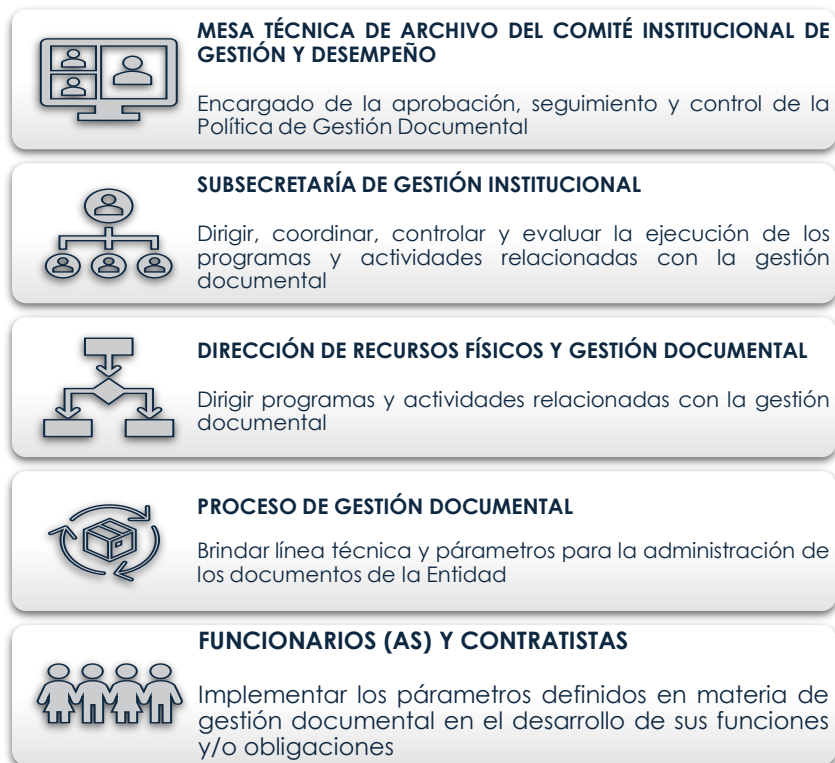 MESA TÉCNICA DE ARCHIVO DEL COMITÉ INSTITUCIONAL DE
GESTIÓN Y DESEMPEÑO
Encargado de la aprobación, seguimiento y control de la
Política de Gestión Documental
SUBSECRETARÍA DE GESTIÓN INSTITUCIONAL
Dirigir, coordinar, controlar y evaluar la ejecución de los
programas y actividades relacionadas con la gestión
documental
DIRECCIÓN DE RECURSOS FÍSICOS Y GESTIÓN DOCUMENTAL
Dirigir programas y actividades relacionadas con la gestión
documental
PROCESO DE GESTIÓN DOCUMENTAL
Brindar línea técnica y párametros para la administración de
los documentos de la Entidad
FUNCIONARIOS (AS) Y CONTRATISTAS
Implementar los párametros definidos en materia de
gestión documental en el desarrollo de sus funciones
y/o obligaciones